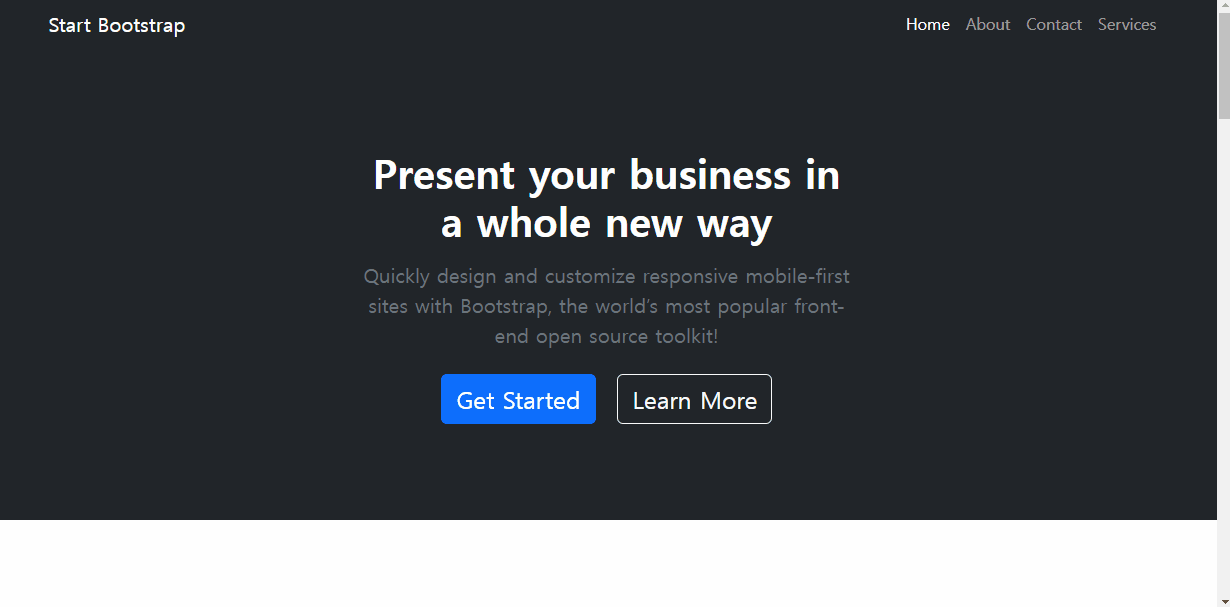 Start Bootstrap
Home About Contact Services
Present your business in
a whole new way
Quickly design and customize responsive mobile-first
sites with Bootstrap, the world’s most popular front-
end open source toolkit!
Get Started
Learn More